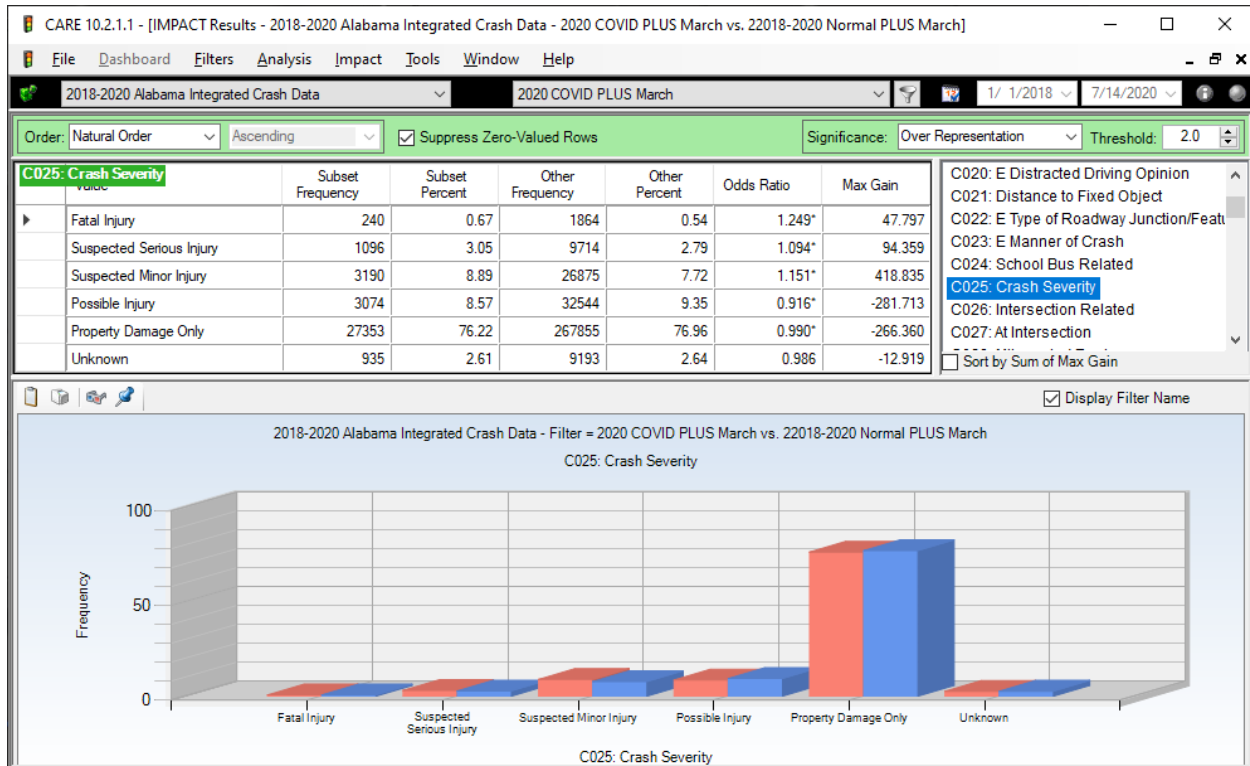 CARE 10.2.1.1 - [IMPACT Results - 2018-2020 Alabama Integrated Crash Data - 2020 COVID PLUS March vs. 22018-2020 Normal PLUS March]
File Dashboard Filters Analysis Impact Tools Window Help
2018-2020 Alabama Integrated Crash Data 2020 COVID PLUS March 1/ 1/2018 7/14/2020
Order: Natural Order Ascending Suppress Zero-Valued Rows Significance: Over Representation Threshold: 2.0
C025: Crash Severity
Subset Frequency Subset Percent Other Frequency Other Percent Odds Ratio Max Gain
Fatal Injury 240 0.67 1864 0.54 1.249* 47.797
Suspected Serious Injury 1096 3.05 9714 2.79 1.094* 94.359
Suspected Minor Injury 3190 8.89 26875 7.72 1.151* 418.835
Possible Injury 3074 8.57 32544 9.35 0.916* -281.713
Property Damage Only 27353 76.22 267855 76.96 0.990* -266.360
Unknown 935 2.61 9193 2.64 0.986 -12.919
C020: E Distracted Driving Opinion
C021: Distance to Fixed Object
C022: E Type of Roadway Junction/Featu
C023: E Manner of Crash
C024: School Bus Related
C025: Crash Severity
C026: Intersection Related
C027: At Intersection
Sort by Sum of Max Gain
Display Filter Name
2018-2020 Alabama Integrated Crash Data - Filter = 2020 COVID PLUS March vs. 22018-2020 Normal PLUS March
C025: Crash Severity
100
50
0
Frequency
Fatal Injury Suspected Serious Injury Suspected Minor Injury Possible Injury Property Damage Only Unknown
C025: Crash Severity